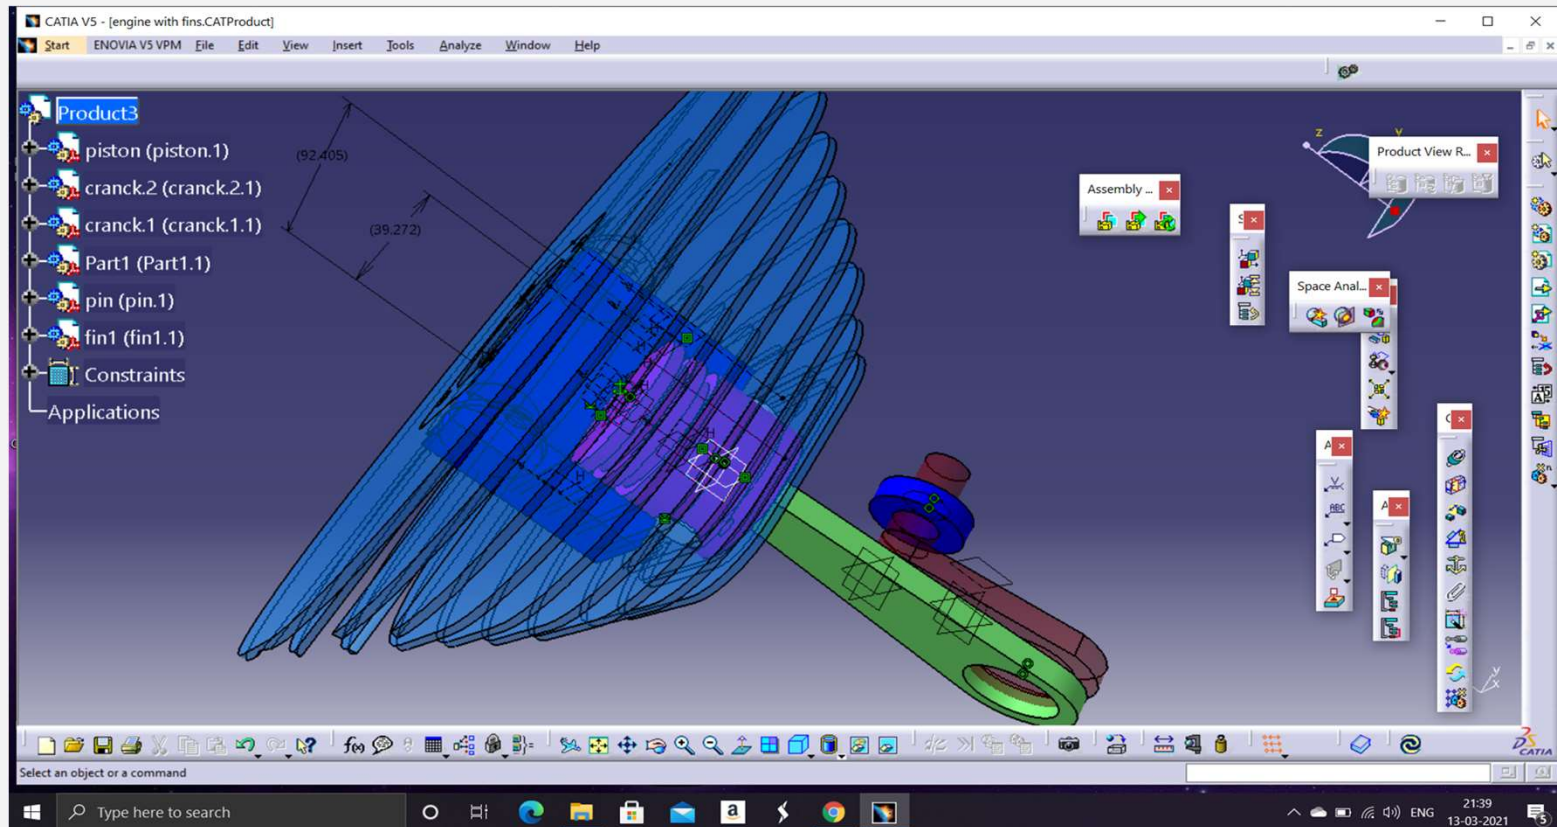 CATIA V5 - [engine with fins.CATProduct]
Start ENOVIA V5 VPM File Edit View Insert Tools Analyze Window Help
Product3
piston (piston.1)
cranck.2 (cranck.2.1)
cranck.1 (cranck.1.1)
Part1 (Part1.1)
pin (pin.1)
fin1 (fin1.1)
Constraints
Applications
(92.405)
(39.272)
z
y
Product View R...
Assembly ...
Space Anal...
A
A
ABC
y
x
f(x)
CATIA
Select an object or a command
Type here to search
a
ENG
21:39
13-03-2021
5